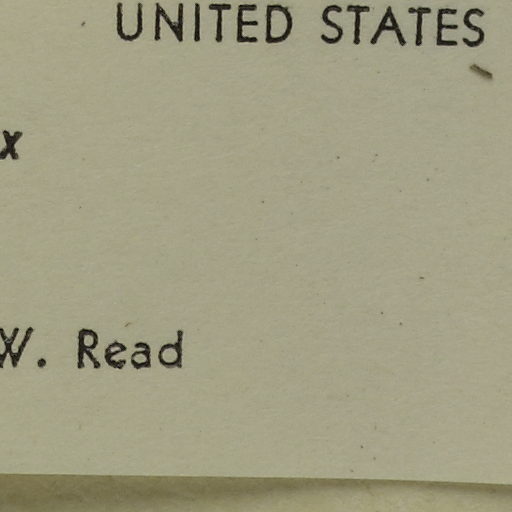 UNITED STATES
x
W. Read